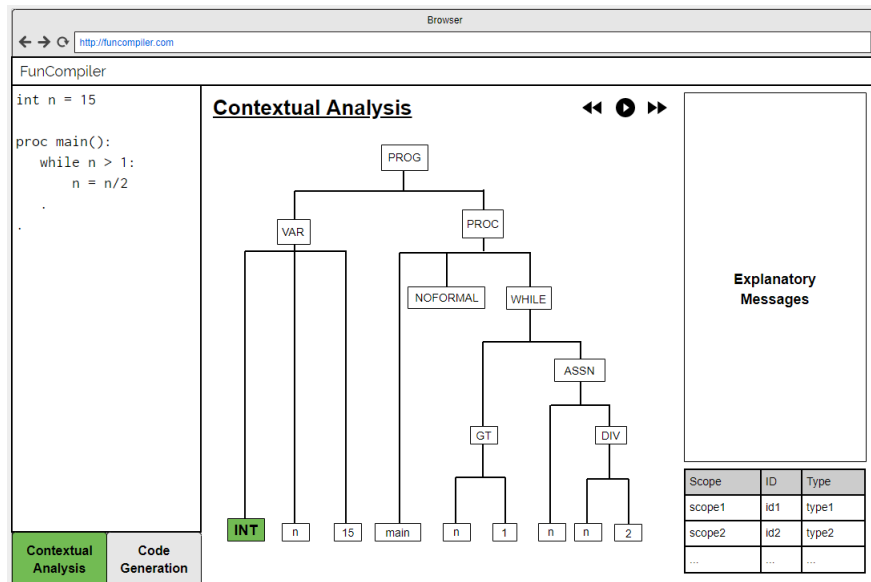 Browser
http://funcompiler.com
FunCompiler
int n = 15
proc main():
while n > 1:
n = n/2
.
.
Contextual Analysis
PROG
VAR
PROC
NOFORMAL
WHILE
ASSN
GT
DIV
INT
n
15
main
n
1
n
n
2
Explanatory
Messages
Scope ID Type
scope1 id1 type1
scope2 id2 type2
... ... ...
Contextual
Analysis
Code
Generation